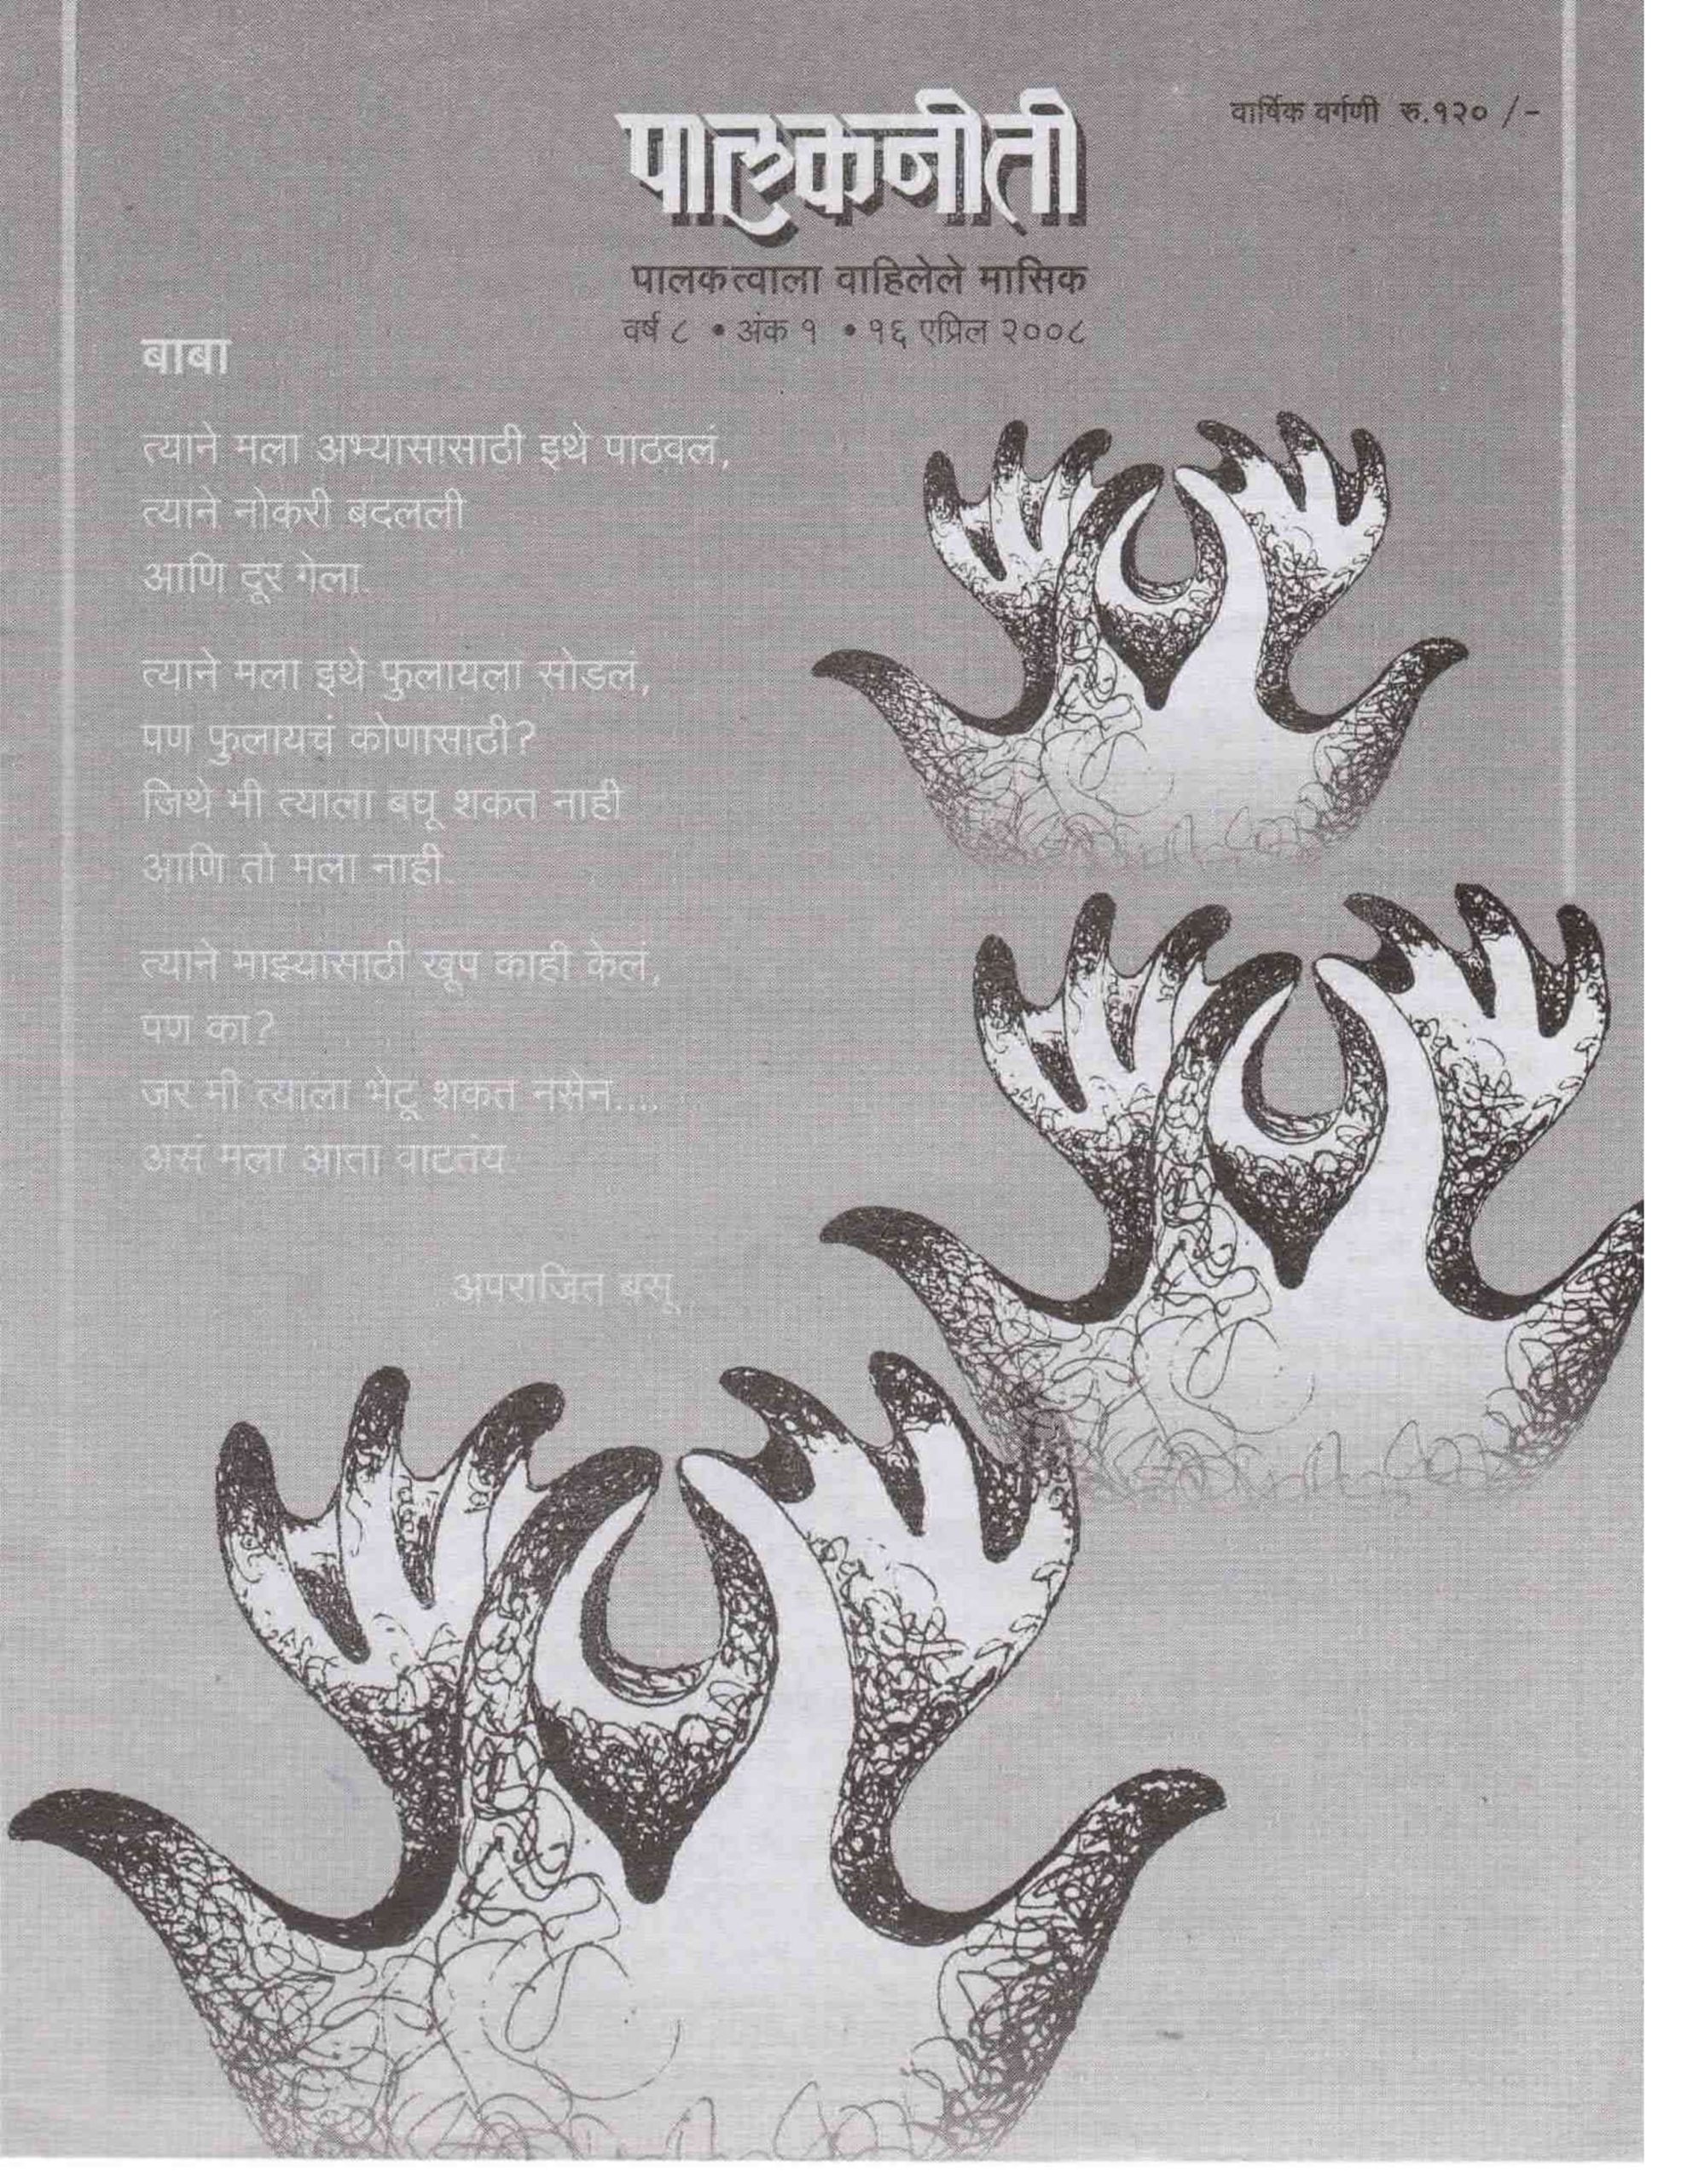 वार्षिक वर्गणी रु.१२० /-
पालकनीती
पालकत्वाला वाहिलेले मासिक
वर्ष ८ • अंक १ • १६ एप्रिल २००८
बाबा
त्याने मला अभ्यासासाठी इथे पाठवलं,
त्याने नोकरी बदलली
आणि दूर गेला.
त्याने मला इथे फुलायला सोडलं,
पण फुलायचं कोणासाठी?
जिथे मी त्याला बघू शकत नाही
आणि तो मला नाही.
त्याने माझ्यासाठी खूप काही केलं,
पण का?
जर मी त्याला भेटू शकत नसेन.....
असं मला आता वाटतंय.
अपराजित बसू